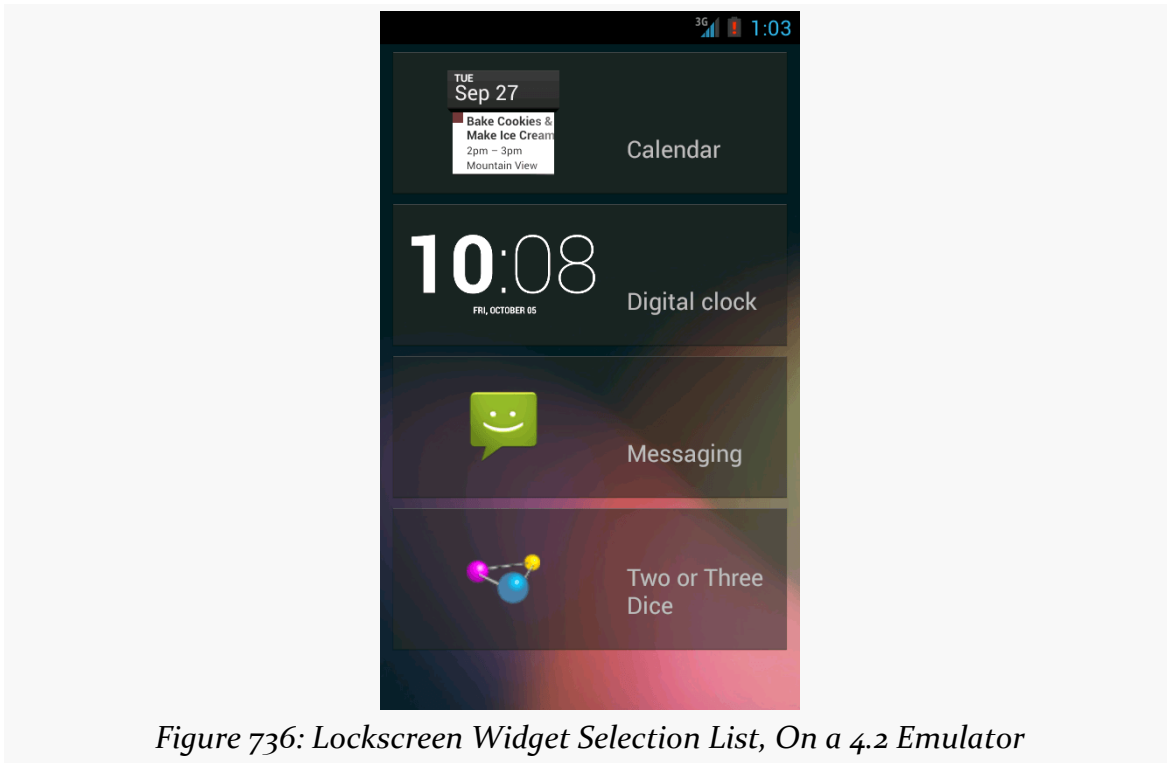 3G 1:03
TUE
Sep 27
Bake Cookies &
Make Ice Cream
2pm – 3pm
Mountain View
Calendar
10:08
FRI, OCTOBER 05
Digital clock
Messaging
Two or Three
Dice
Figure 736: Lockscreen Widget Selection List, On a 4.2 Emulator